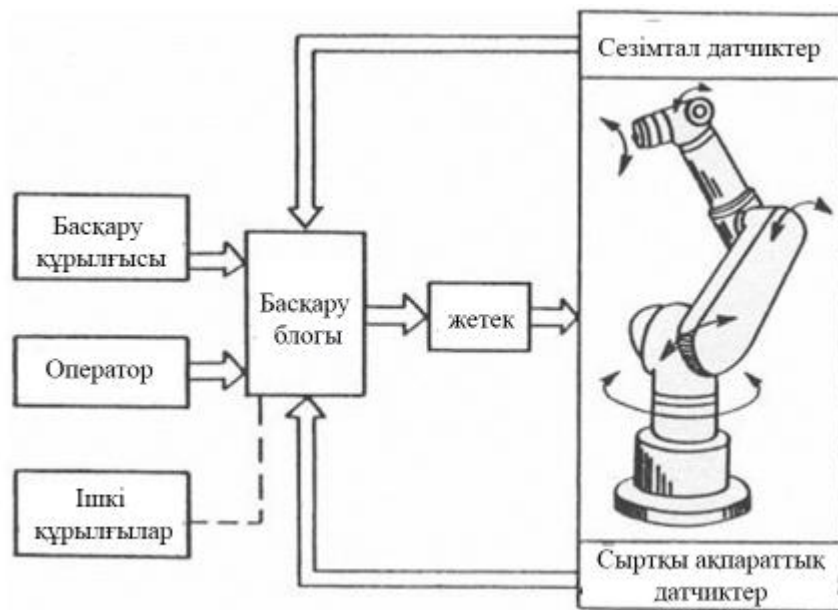 Сезімтал датчиктер
Басқару
құрылғысы
Басқару
блогы
жетек
Оператор
Ішкі
құрылғылар
Сыртқы ақпараттық
датчиктер